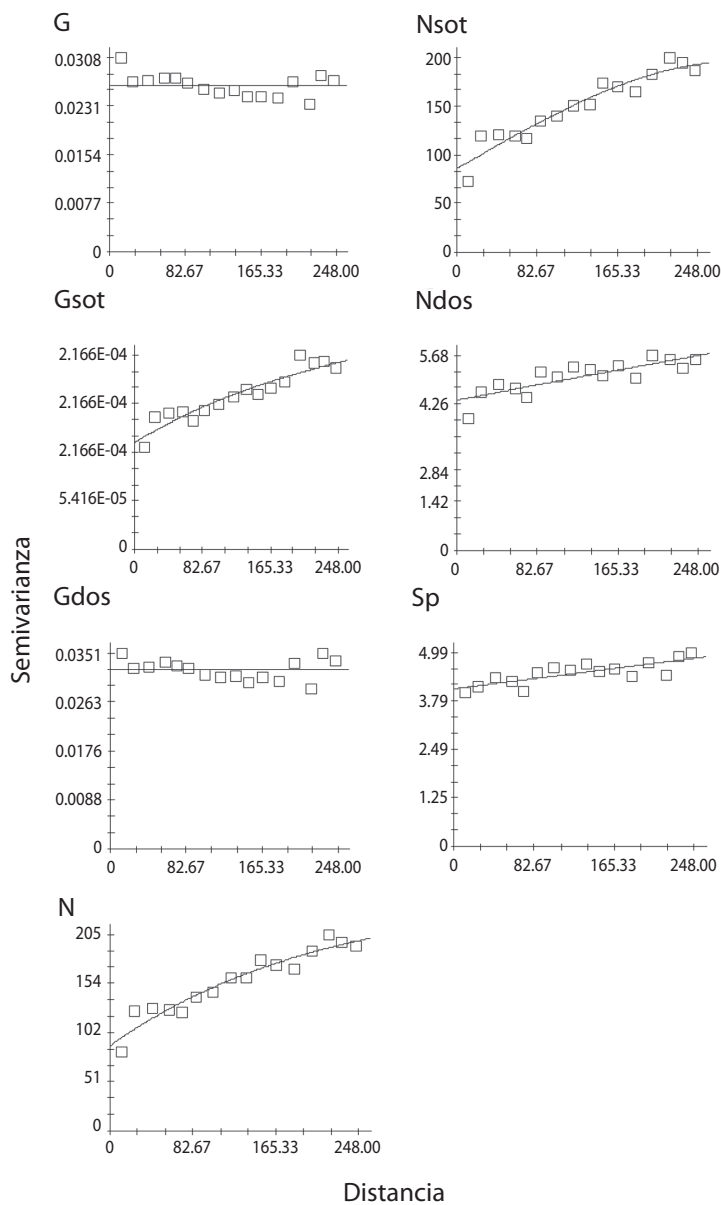 G
0.0308
0.0231
0.0154
0.0077
0
0 82.67 165.33 248.00
Nsot
200
150
100
50
0
0 82.67 165.33 248.00
Gsot
2.166E-04
2.166E-04
2.166E-04
5.416E-05
0
0 82.67 165.33 248.00
Ndos
5.68
4.26
2.84
1.42
0
0 82.67 165.33 248.00
Semivarianza
Gdos
0.0351
0.0263
0.0176
0.0088
0
0 82.67 165.33 248.00
Sp
4.99
3.79
2.49
1.25
0
0 82.67 165.33 248.00
N
205
154
102
51
0
0 82.67 165.33 248.00
Distancia